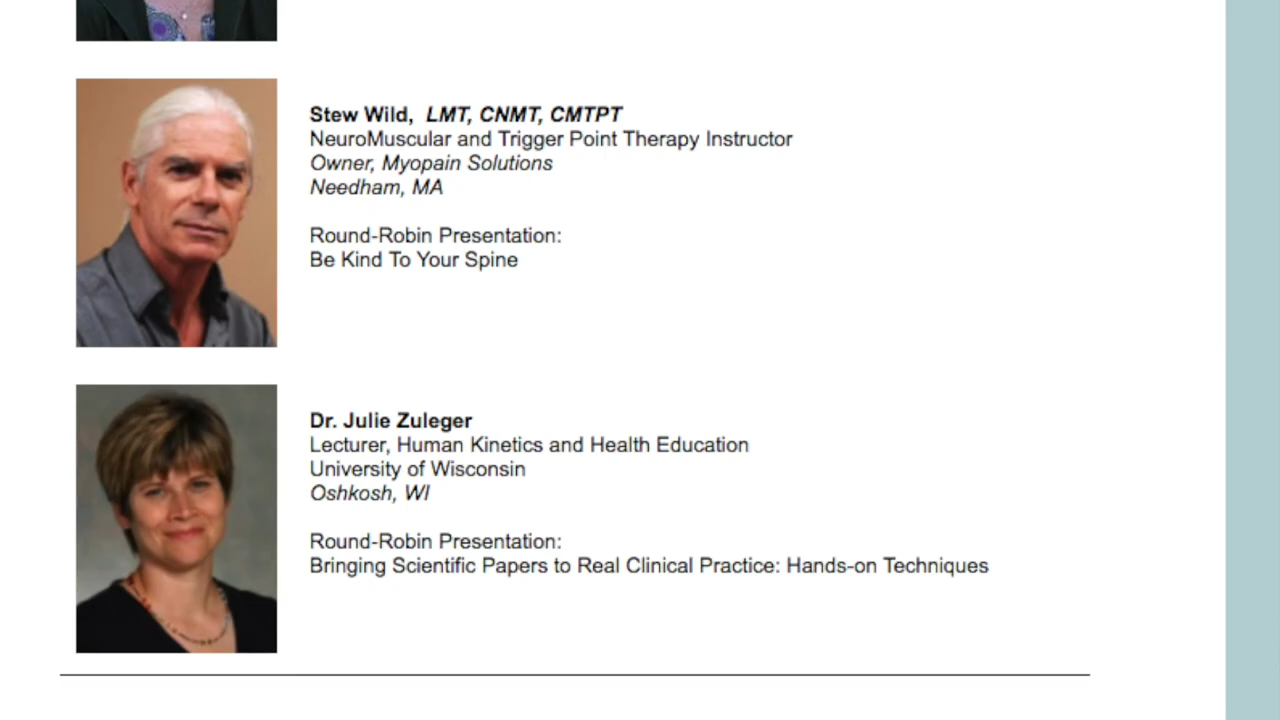 Stew Wild, LMT, CNMT, CMTPT
NeuroMuscular and Trigger Point Therapy Instructor
Owner, Myopain Solutions
Needham, MA
Round-Robin Presentation:
Be Kind To Your Spine
Dr. Julie Zuleger
Lecturer, Human Kinetics and Health Education
University of Wisconsin
Oshkosh, WI
Round-Robin Presentation:
Bringing Scientific Papers to Real Clinical Practice: Hands-on Techniques